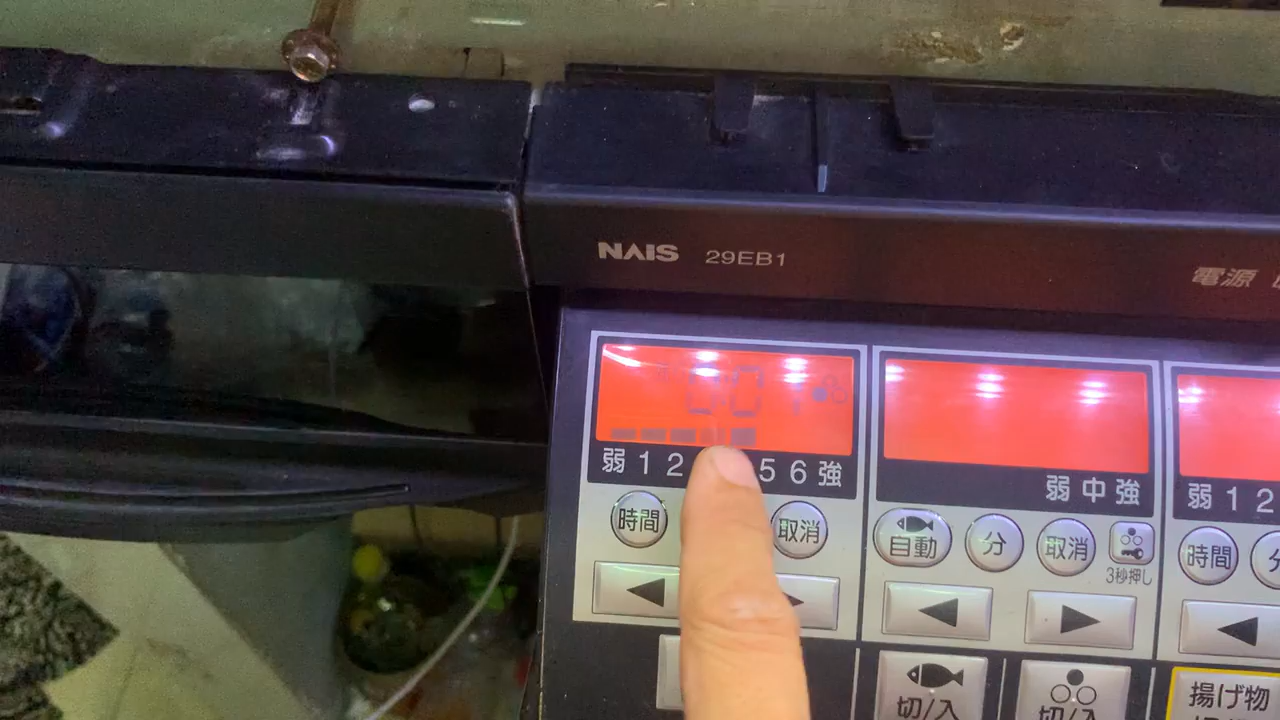 NAIS 29EB1
電源
弱 1 2 5 6 強
弱 中 強
弱 1 2
時間 取消
自動 分 取消
3秒押し
時間
切/入 切/入
揚げ物